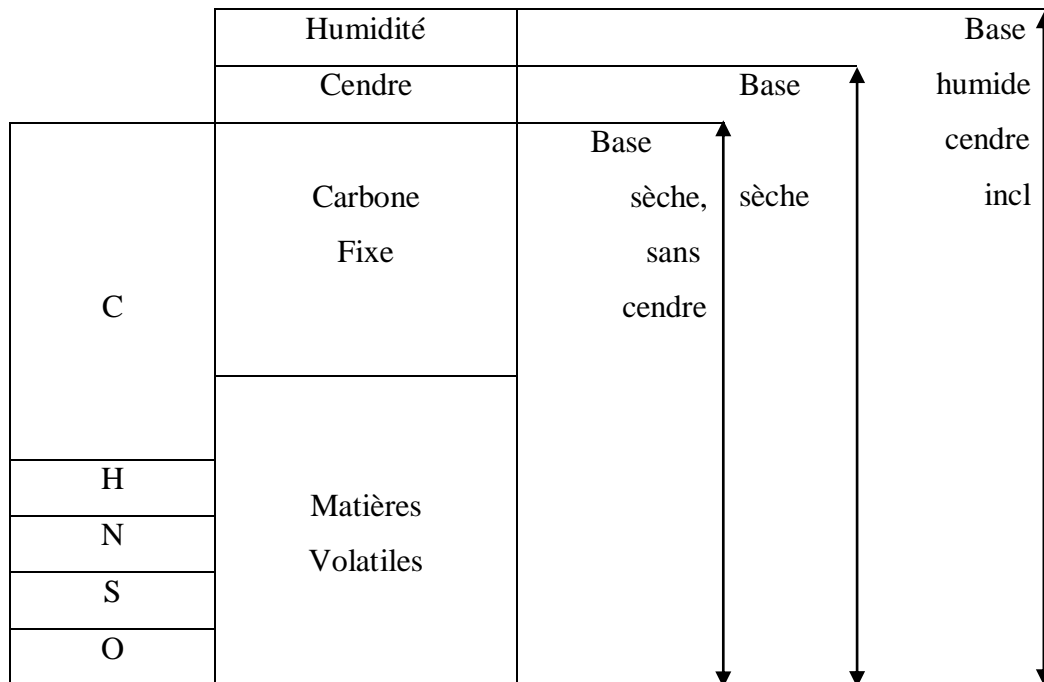 Humidité
Base
Cendre
Base
humide
cendre
incl
Base
sèche,
sans
cendre
sèche
Carbone
Fixe
C
H
N
S
O
Matières
Volatiles